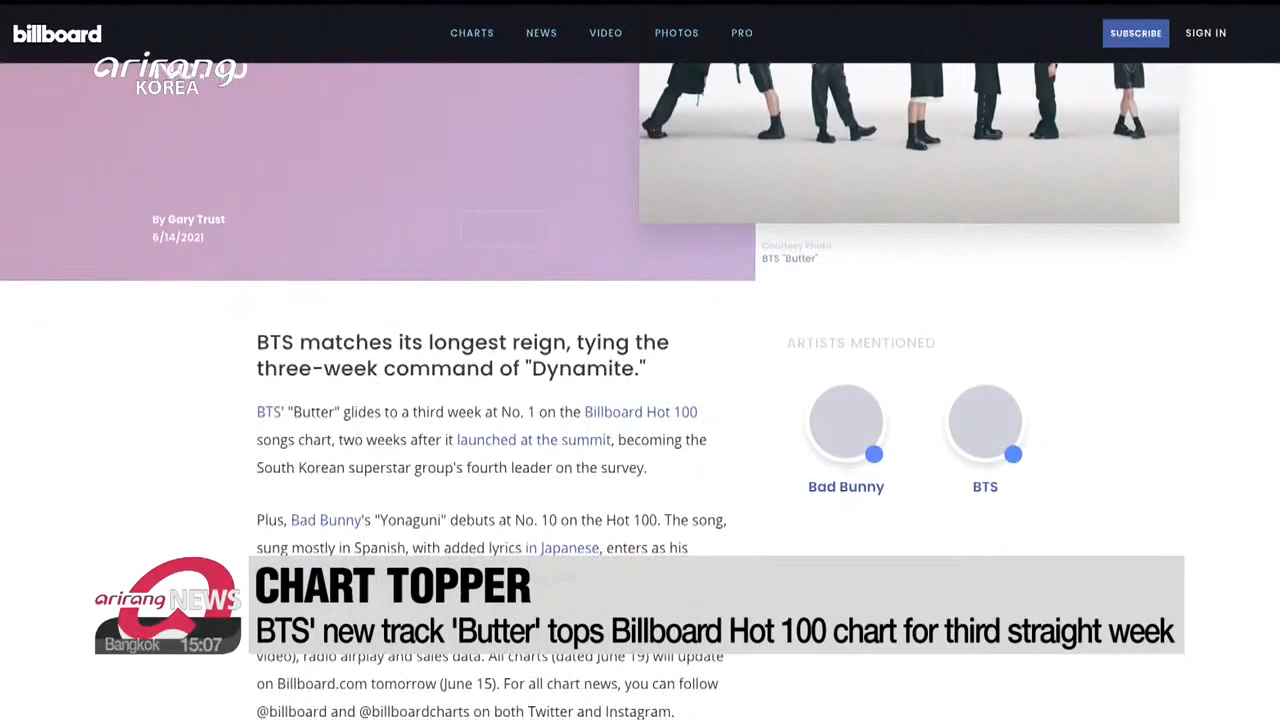 billboard
CHARTS NEWS VIDEO PHOTOS PRO
SUBSCRIBE SIGN IN
arirang
KOREA
By Gary Trust
6/14/2021
Courtesy Photo
BTS "Butter"
BTS matches its longest reign, tying the
three-week command of "Dynamite."
BTS' "Butter" glides to a third week at No. 1 on the Billboard Hot 100
songs chart, two weeks after it launched at the summit, becoming the
South Korean superstar group's fourth leader on the survey.
Plus, Bad Bunny's "Yonaguni" debuts at No. 10 on the Hot 100. The song,
sung mostly in Spanish, with added lyrics in Japanese, enters as his
ARTISTS MENTIONED
Bad Bunny
BTS
arirang NEWS
Bangkok 15:07
CHART TOPPER
BTS' new track 'Butter' tops Billboard Hot 100 chart for third straight week
video), radio airplay and sales data. All charts (dated June 19) will update
on Billboard.com tomorrow (June 15). For all chart news, you can follow
@billboard and @billboardcharts on both Twitter and Instagram.